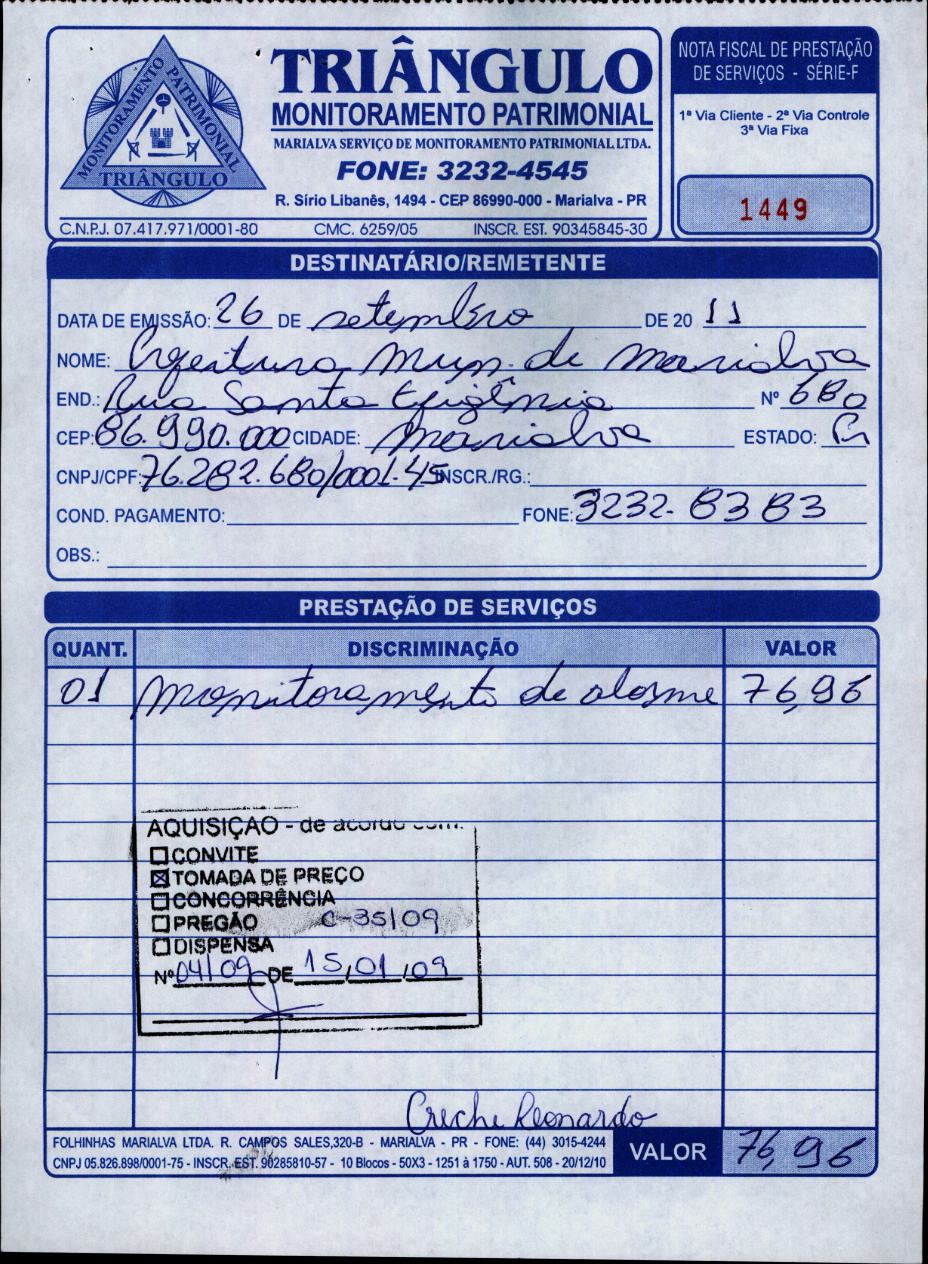 MONITORAMENTO PATRIMONIAL
TRIÂNGULO
TRIÂNGULO
MONITORAMENTO PATRIMONIAL
MARIALVA SERVIÇO DE MONITORAMENTO PATRIMONIAL LTDA.
FONE: 3232-4545
R. Sírio Libanês, 1494 - CEP 86990-000 - Marialva - PR
C.N.P.J. 07.417.971/0001-80 CMC. 6259/05 INSCR. EST. 90345845-30
NOTA FISCAL DE PRESTAÇÃO
DE SERVIÇOS - SÉRIE-F
1ª Via Cliente - 2ª Via Controle
3ª Via Fixa
1449
DESTINATÁRIO/REMETENTE
DATA DE EMISSÃO: 26 DE setembro DE 20 11
NOME: Prefeitura Mun. de Marialva
END.: Rua Santa Efigênia Nº 680
CEP: 86.990.000 CIDADE: Marialva ESTADO: Pr
CNPJ/CPF: 76.282.680/0001-45 INSCR./RG.:
COND. PAGAMENTO: FONE: 3232-8383
OBS.:
PRESTAÇÃO DE SERVIÇOS
QUANT. DISCRIMINAÇÃO VALOR
01 Monitoramento de alarme 76,96
AQUISIÇÃO - de acordo com:
CONVITE
TOMADA DE PREÇO
CONCORRÊNCIA
PREGÃO C-35/09
DISPENSA
Nº 04/09 DE 15/01/09
Creche Leonardo
FOLHINHAS MARIALVA LTDA. R. CAMPOS SALES,320-B - MARIALVA - PR - FONE: (44) 3015-4244
CNPJ 05.826.898/0001-75 - INSCR. EST. 90285810-57 - 10 Blocos - 50X3 - 1251 à 1750 - AUT. 508 - 20/12/10
VALOR 76,96